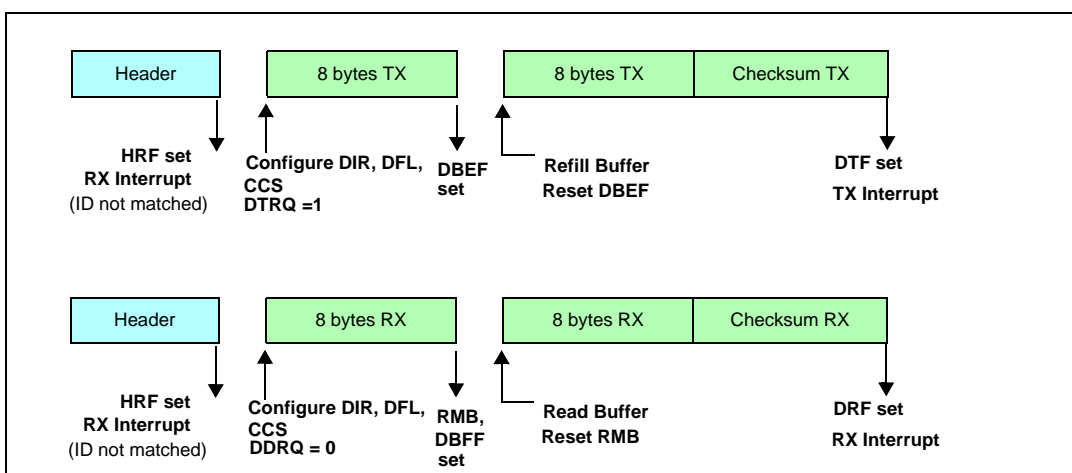 Header
8 bytes TX
8 bytes TX
Checksum TX
HRF set
RX Interrupt
(ID not matched)
Configure DIR, DFL,
CCS
DTRQ =1
DBEF
set
Refill Buffer
Reset DBEF
DTF set
TX Interrupt
Header
8 bytes RX
8 bytes RX
Checksum RX
HRF set
RX Interrupt
(ID not matched)
Configure DIR, DFL,
CCS
DDRQ = 0
RMB,
DBFF
set
Read Buffer
Reset RMB
DRF set
RX Interrupt